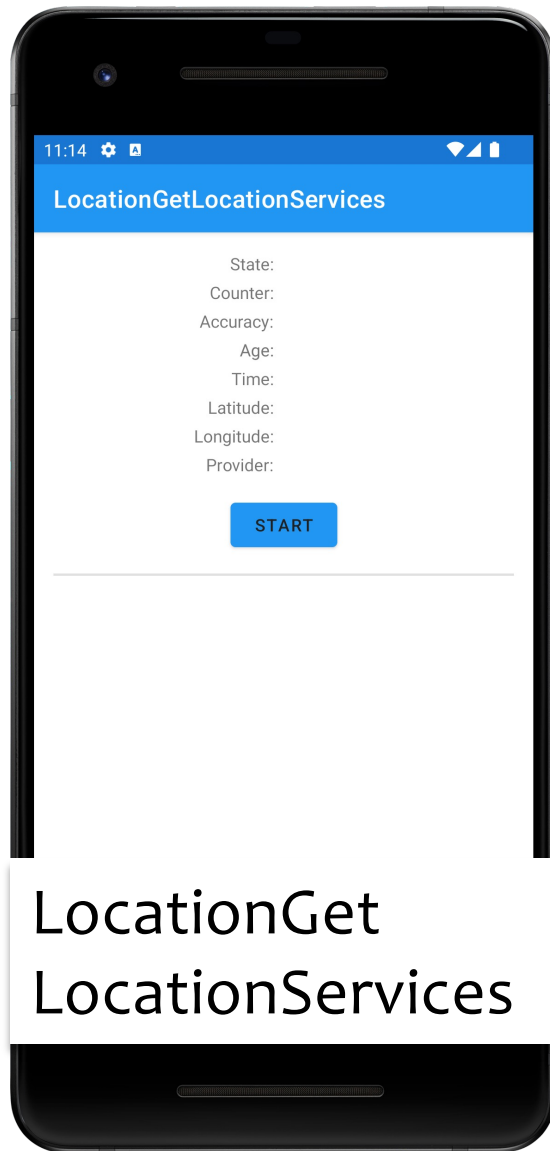 11:14
LocationGetLocationServices
State:
Counter:
Accuracy:
Age:
Time:
Latitude:
Longitude:
Provider:
START
LocationGet
LocationServices